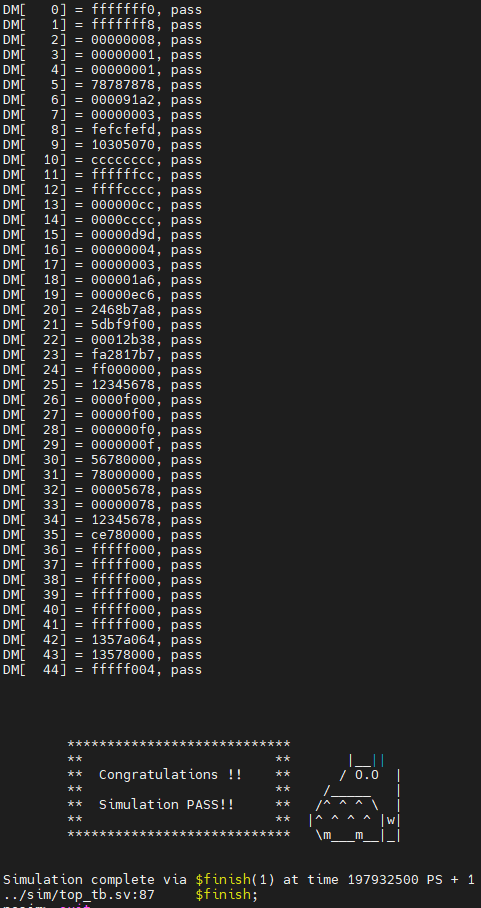 DM[   0] = fffffff0, pass
DM[   1] = fffffff8, pass
DM[   2] = 00000008, pass
DM[   3] = 00000001, pass
DM[   4] = 00000001, pass
DM[   5] = 78787878, pass
DM[   6] = 000091a2, pass
DM[   7] = 00000003, pass
DM[   8] = fefcfefd, pass
DM[   9] = 10305070, pass
DM[  10] = cccccccc, pass
DM[  11] = ffffffcc, pass
DM[  12] = ffffcccc, pass
DM[  13] = 000000cc, pass
DM[  14] = 0000cccc, pass
DM[  15] = 00000d9d, pass
DM[  16] = 00000004, pass
DM[  17] = 00000003, pass
DM[  18] = 000001a6, pass
DM[  19] = 00000ec6, pass
DM[  20] = 2468b7a8, pass
DM[  21] = 5dbf9f00, pass
DM[  22] = 00012b38, pass
DM[  23] = fa2817b7, pass
DM[  24] = ff000000, pass
DM[  25] = 12345678, pass
DM[  26] = 0000f000, pass
DM[  27] = 00000f00, pass
DM[  28] = 000000f0, pass
DM[  29] = 0000000f, pass
DM[  30] = 56780000, pass
DM[  31] = 78000000, pass
DM[  32] = 00005678, pass
DM[  33] = 00000078, pass
DM[  34] = 12345678, pass
DM[  35] = ce780000, pass
DM[  36] = fffff000, pass
DM[  37] = fffff000, pass
DM[  38] = fffff000, pass
DM[  39] = fffff000, pass
DM[  40] = fffff000, pass
DM[  41] = fffff000, pass
DM[  42] = 1357a064, pass
DM[  43] = 13578000, pass
DM[  44] = fffff004, pass
        ****************************
        **                        **       |__||
        **  Congratulations !!    **      / O.O  |
        **                        **    /_____   |
        **  Simulation PASS!!     **   /^ ^ ^ \  |
        **                        **  |^ ^ ^ ^ |w|
        ****************************   \m___m__|_|
Simulation complete via $finish(1) at time 197932500 PS + 1
../sim/top_tb.sv:87     $finish;